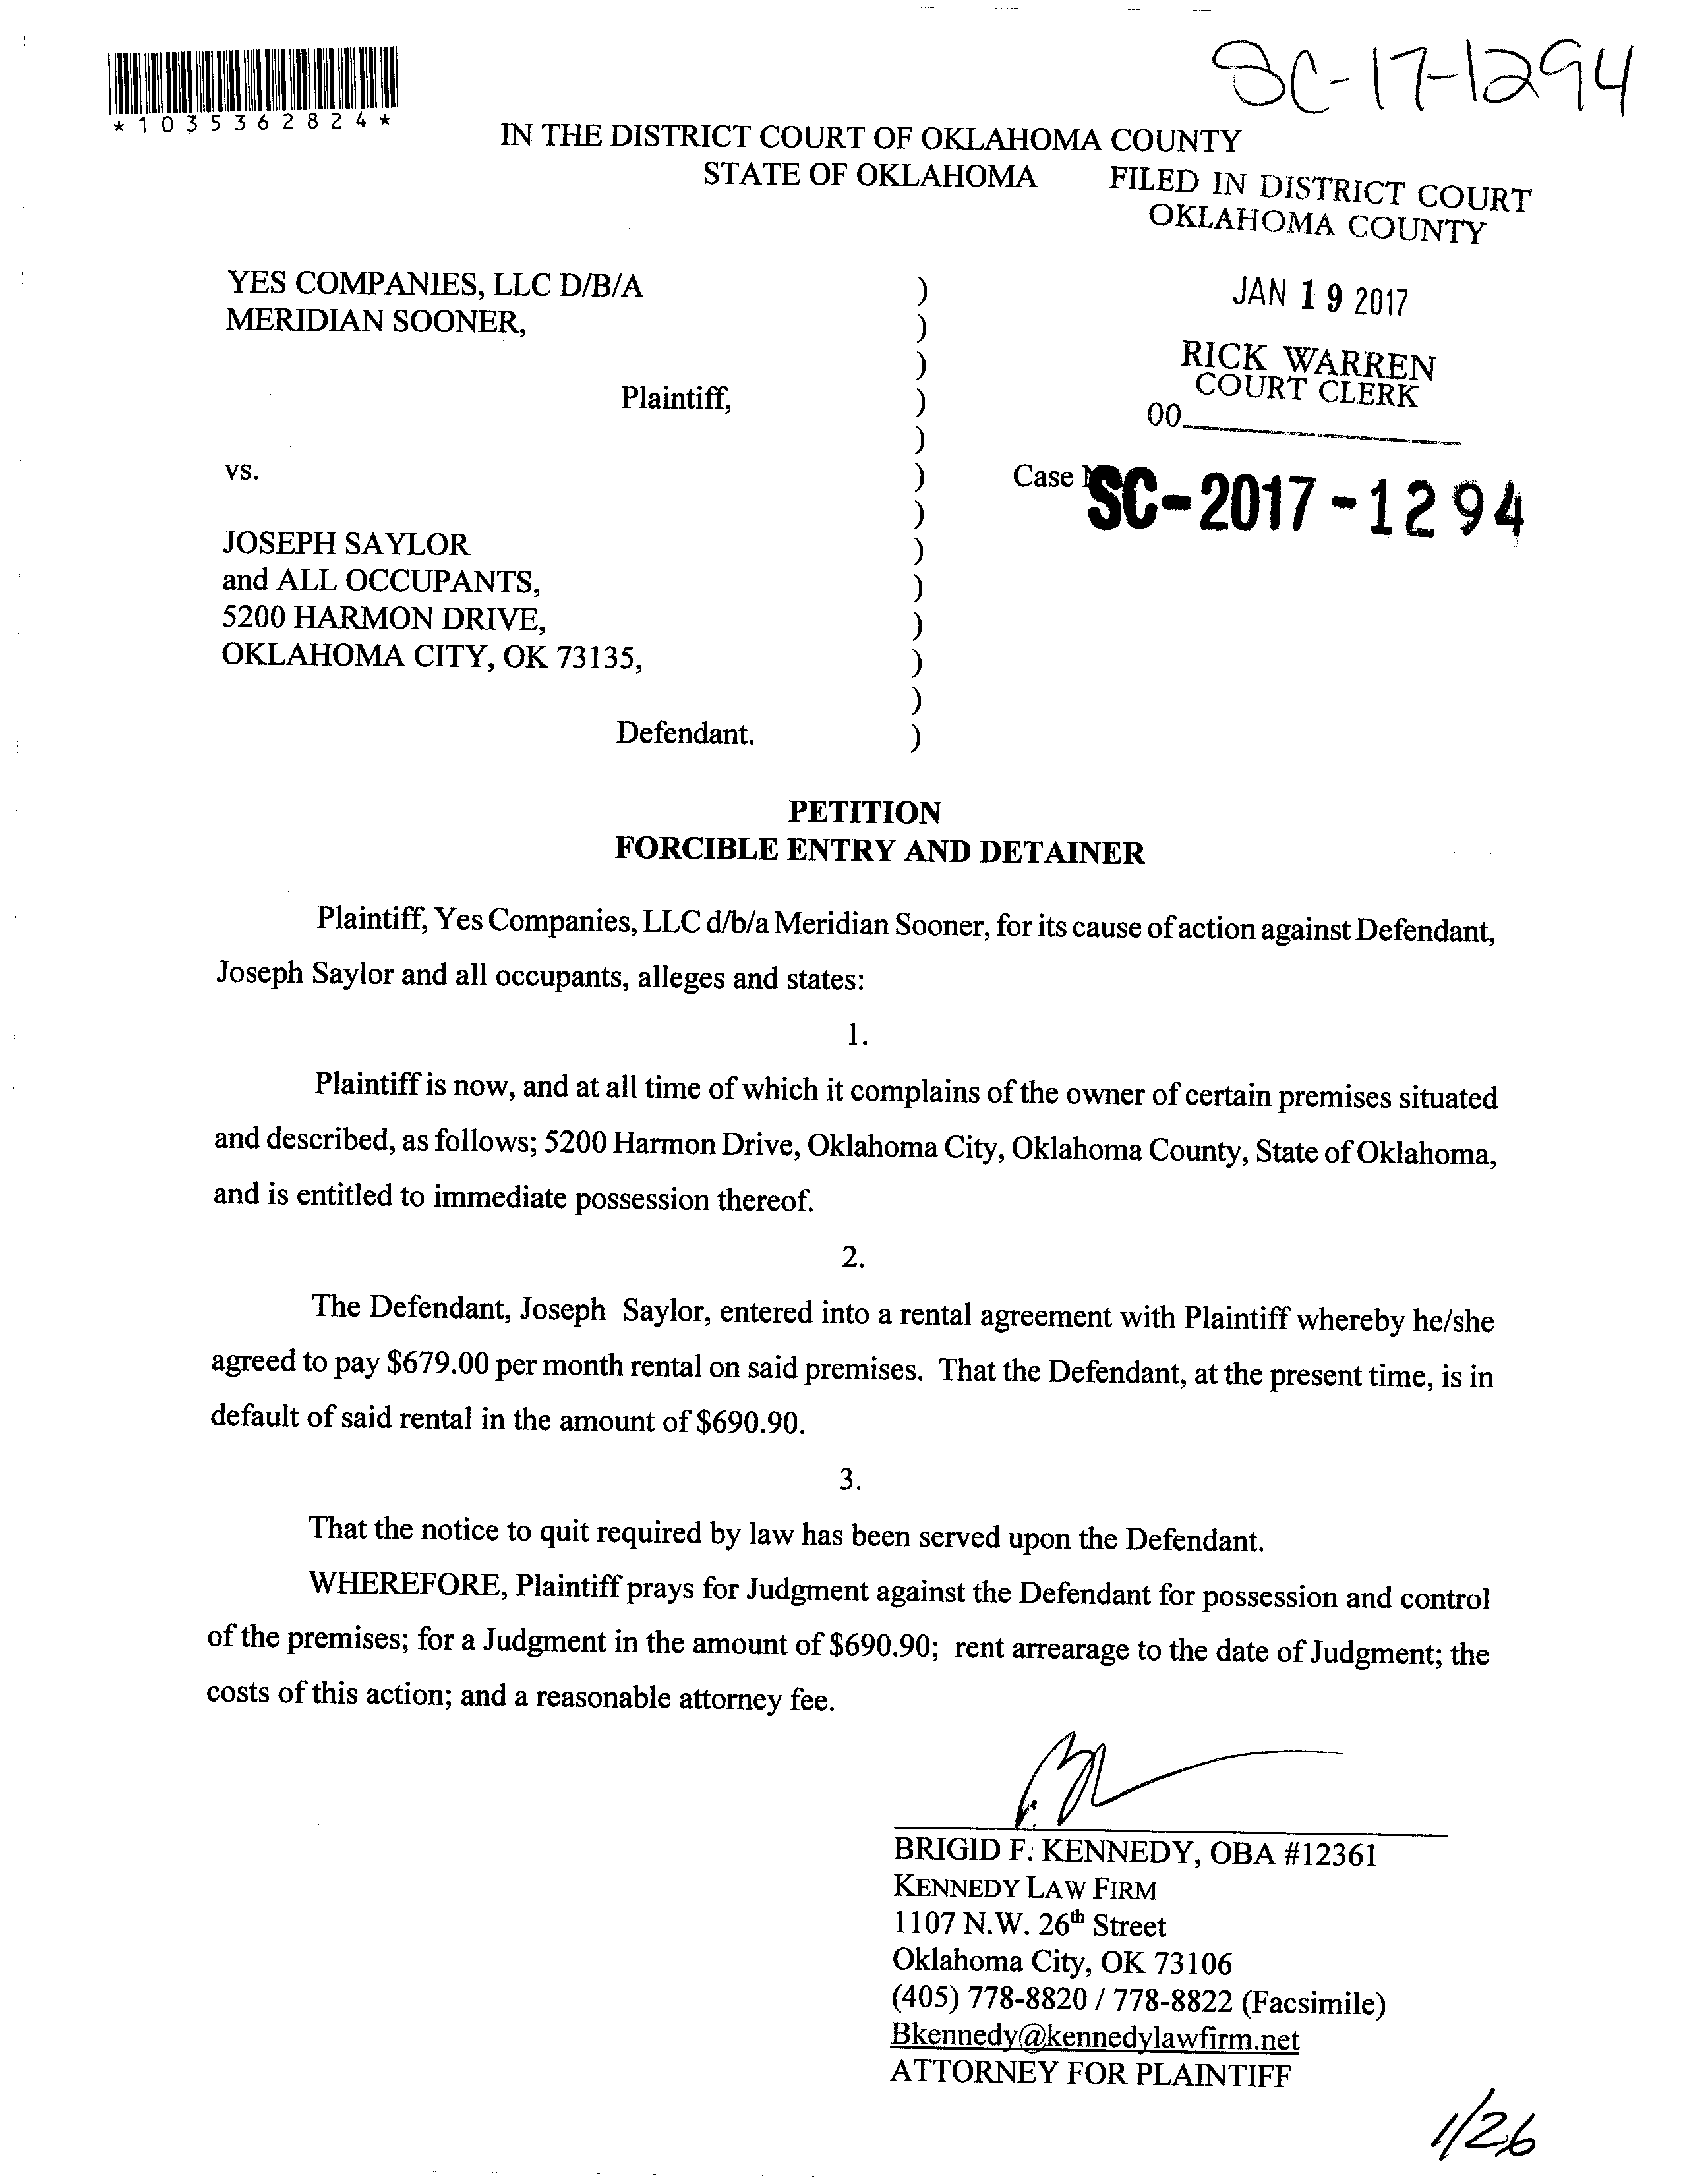 SC-17-1294
*1035362824*
IN THE DISTRICT COURT OF OKLAHOMA COUNTY
STATE OF OKLAHOMA
FILED IN DISTRICT COURT
OKLAHOMA COUNTY
JAN 19 2017
RICK WARREN
COURT CLERK
00
YES COMPANIES, LLC D/B/A )
MERIDIAN SOONER, )
)
Plaintiff, )
)
vs. ) Case SC-2017-1294
)
JOSEPH SAYLOR )
and ALL OCCUPANTS, )
5200 HARMON DRIVE, )
OKLAHOMA CITY, OK 73135, )
)
Defendant. )
PETITION
FORCIBLE ENTRY AND DETAINER
Plaintiff, Yes Companies, LLC d/b/a Meridian Sooner, for its cause of action against Defendant,
Joseph Saylor and all occupants, alleges and states:
1.
Plaintiff is now, and at all time of which it complains of the owner of certain premises situated
and described, as follows; 5200 Harmon Drive, Oklahoma City, Oklahoma County, State of Oklahoma,
and is entitled to immediate possession thereof.
2.
The Defendant, Joseph Saylor, entered into a rental agreement with Plaintiff whereby he/she
agreed to pay $679.00 per month rental on said premises. That the Defendant, at the present time, is in
default of said rental in the amount of $690.90.
3.
That the notice to quit required by law has been served upon the Defendant.
WHEREFORE, Plaintiff prays for Judgment against the Defendant for possession and control
of the premises; for a Judgment in the amount of $690.90; rent arrearage to the date of Judgment; the
costs of this action; and a reasonable attorney fee.
BRIGID F. KENNEDY, OBA #12361
KENNEDY LAW FIRM
1107 N.W. 26th Street
Oklahoma City, OK 73106
(405) 778-8820 / 778-8822 (Facsimile)
Bkennedy@kennedylawfirm.net
ATTORNEY FOR PLAINTIFF
1/26